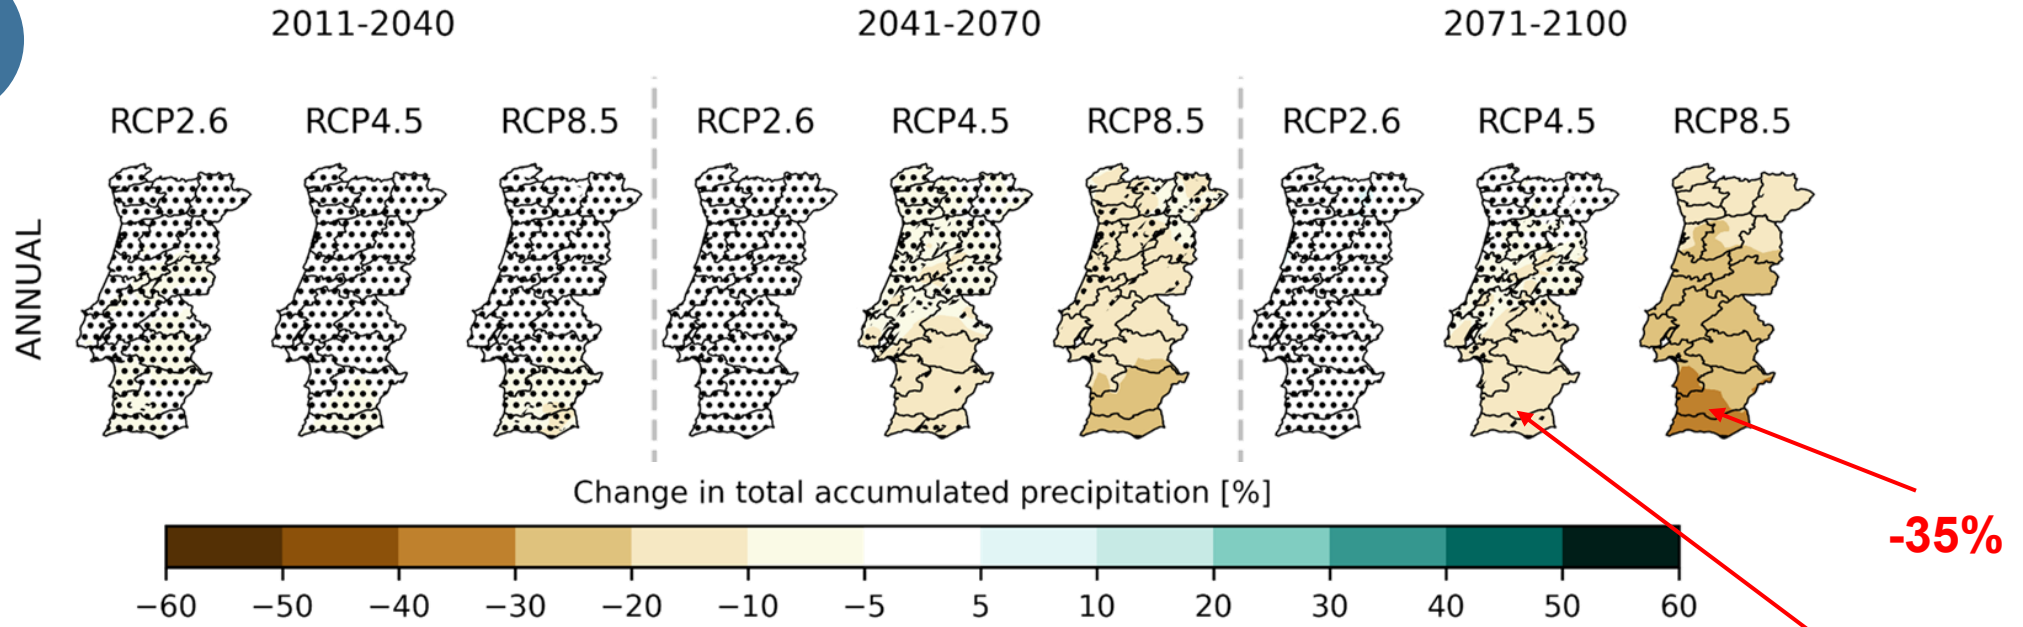 2011-2040 2041-2070 2071-2100
RCP2.6 RCP4.5 RCP8.5 RCP2.6 RCP4.5 RCP8.5 RCP2.6 RCP4.5 RCP8.5
ANNUAL
Change in total accumulated precipitation [%]
-35%
−60 −50 −40 −30 −20 −10 −5 5 10 20 30 40 50 60